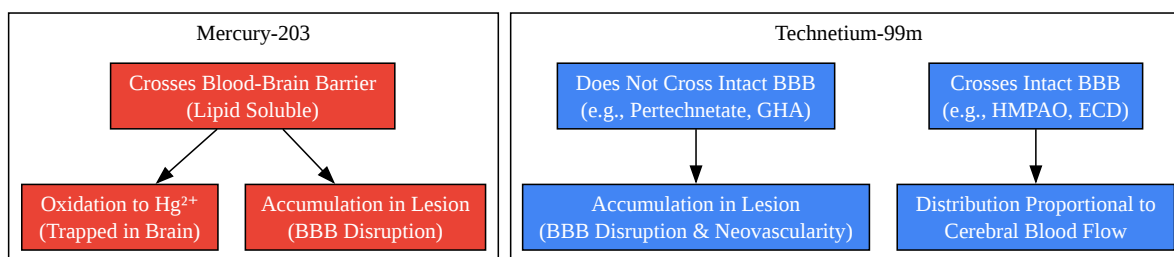 Mercury-203
Crosses Blood-Brain Barrier
(Lipid Soluble)
Oxidation to Hg²⁺
(Trapped in Brain)
Accumulation in Lesion
(BBB Disruption)
Technetium-99m
Does Not Cross Intact BBB
(e.g., Pertechnetate, GHA)
Crosses Intact BBB
(e.g., HMPAO, ECD)
Accumulation in Lesion
(BBB Disruption & Neovascularity)
Distribution Proportional to
Cerebral Blood Flow